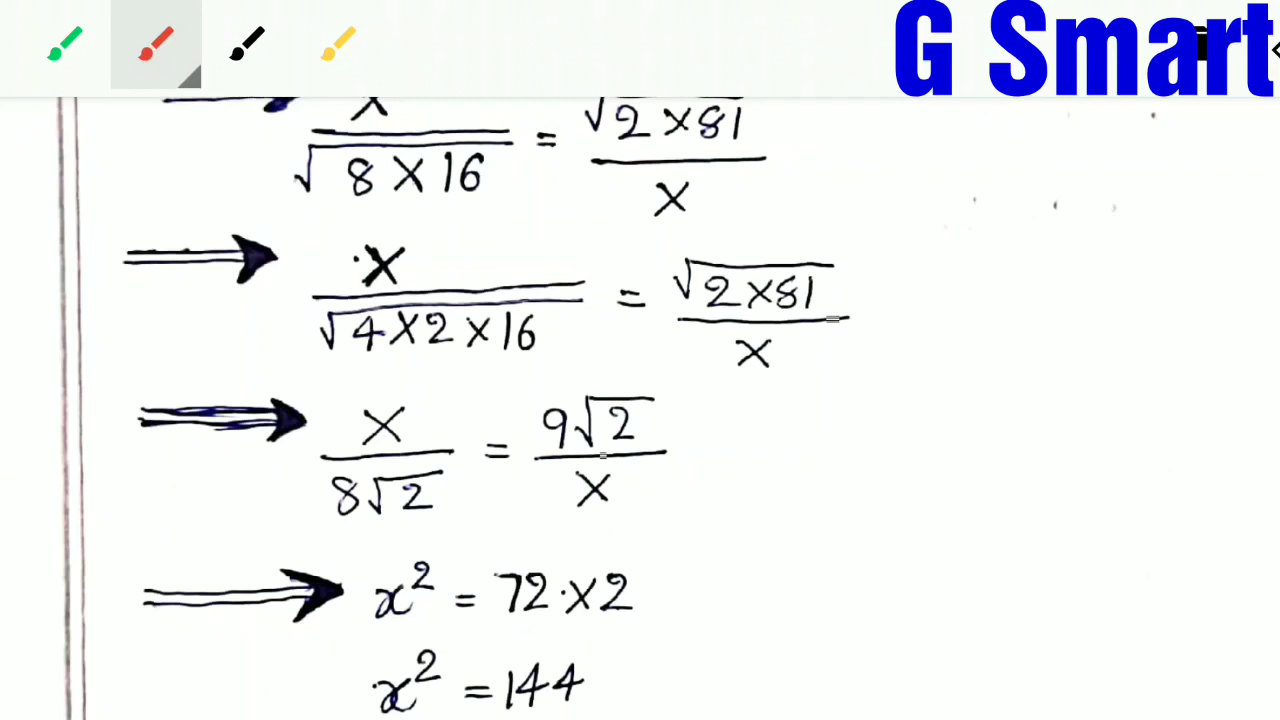 G Smart
x/√(8 × 16) = √(2 × 81)/x
⟹ x/√(4 × 2 × 16) = √(2 × 81)/x
⟹ x/(8√2) = 9√2/x
⟹ x² = 72 × 2
x² = 144